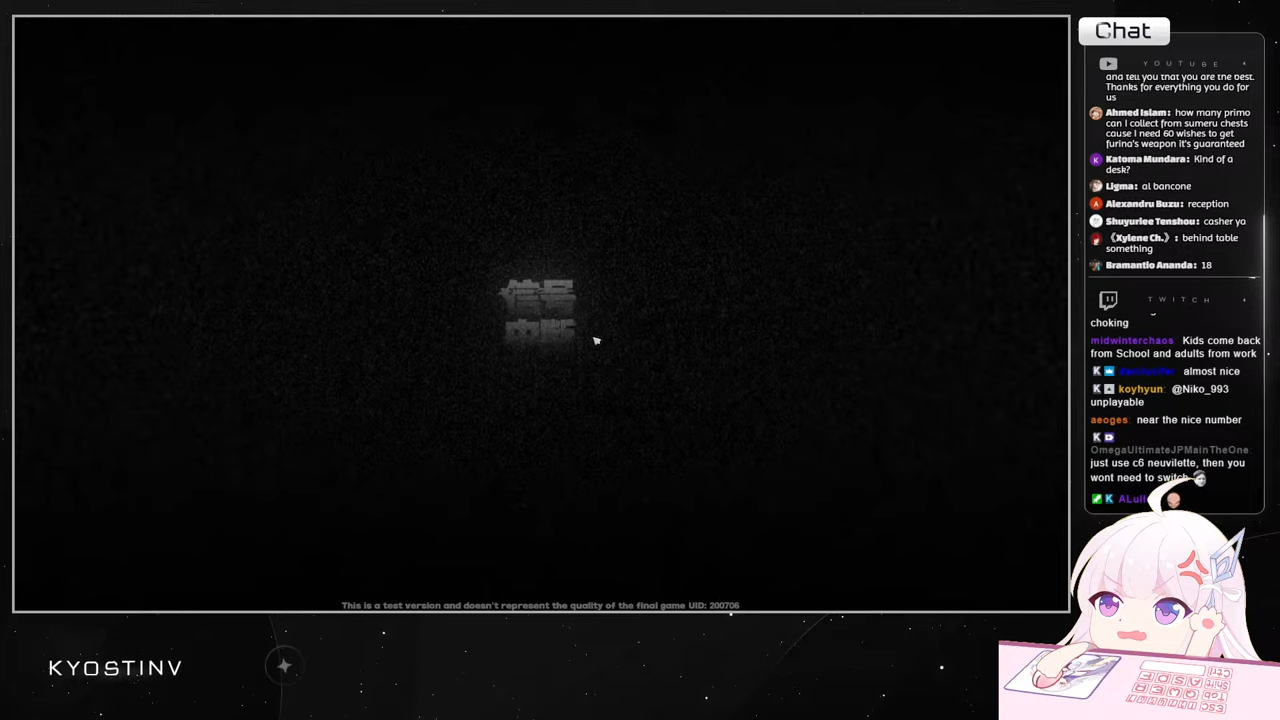 Chat
YOUTUBE
and tell you that you are the best.
Thanks for everything you do for
us
Ahmed Islam: how many primo
can I collect from sumeru chests
cause I need 60 wishes to get
furina's weapon it's guaranteed
K Katoma Mundara: Kind of a
desk?
Ligma: al bancone
A Alexandru Buzu: reception
Shuyuriee Tenshou: casher ya
《Xylene Ch.》: behind table
something
Bramantio Ananda: 18
TWITCH
choking
midwinterchaos Kids come back
from School and adults from work
K almost nice
K koyhyun: @Niko_993
unplayable
aeoges: near the nice number
K
OmegaUltimateJPMainTheOne:
just use c6 neuvilette, then you
wont need to switch
K
信号
中断
This is a test version and doesn't represent the quality of the final game UID: 200706
KYOSTINV